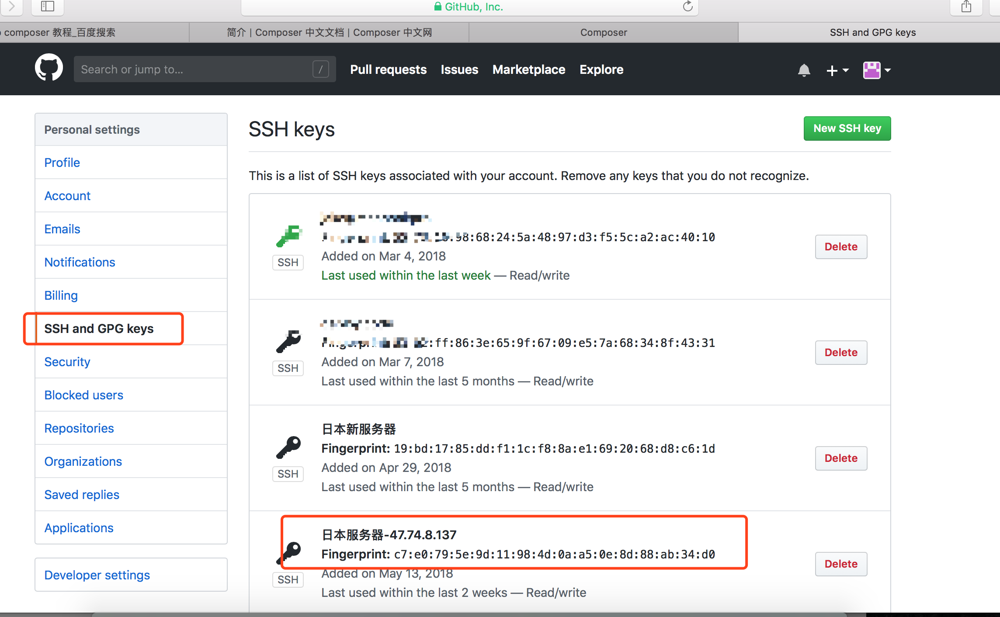 GitHub, Inc.
composer 教程_百度搜索
简介 | Composer 中文文档 | Composer 中文网
Composer
SSH and GPG keys
Search or jump to...
/
Pull requests Issues Marketplace Explore
Personal settings
Profile
Account
Emails
Notifications
Billing
SSH and GPG keys
Security
Blocked users
Repositories
Organizations
Saved replies
Applications
Developer settings
SSH keys
New SSH key
This is a list of SSH keys associated with your account. Remove any keys that you do not recognize.
:98:68:24:5a:48:97:d3:f5:5c:a2:ac:40:10
Added on Mar 4, 2018
Last used within the last week — Read/write
SSH
Delete
:ff:86:3e:65:9f:67:09:e5:7a:68:34:8f:43:31
Added on Mar 7, 2018
Last used within the last 5 months — Read/write
SSH
Delete
日本新服务器
Fingerprint: 19:bd:17:85:dd:f1:1c:f8:8a:e1:69:20:68:d8:c6:1d
Added on Apr 29, 2018
Last used within the last 5 months — Read/write
SSH
Delete
日本服务器-47.74.8.137
Fingerprint: c7:e0:79:5e:9d:11:98:4d:0a:a5:0e:8d:88:ab:34:d0
Added on May 13, 2018
Last used within the last 2 weeks — Read/write
SSH
Delete